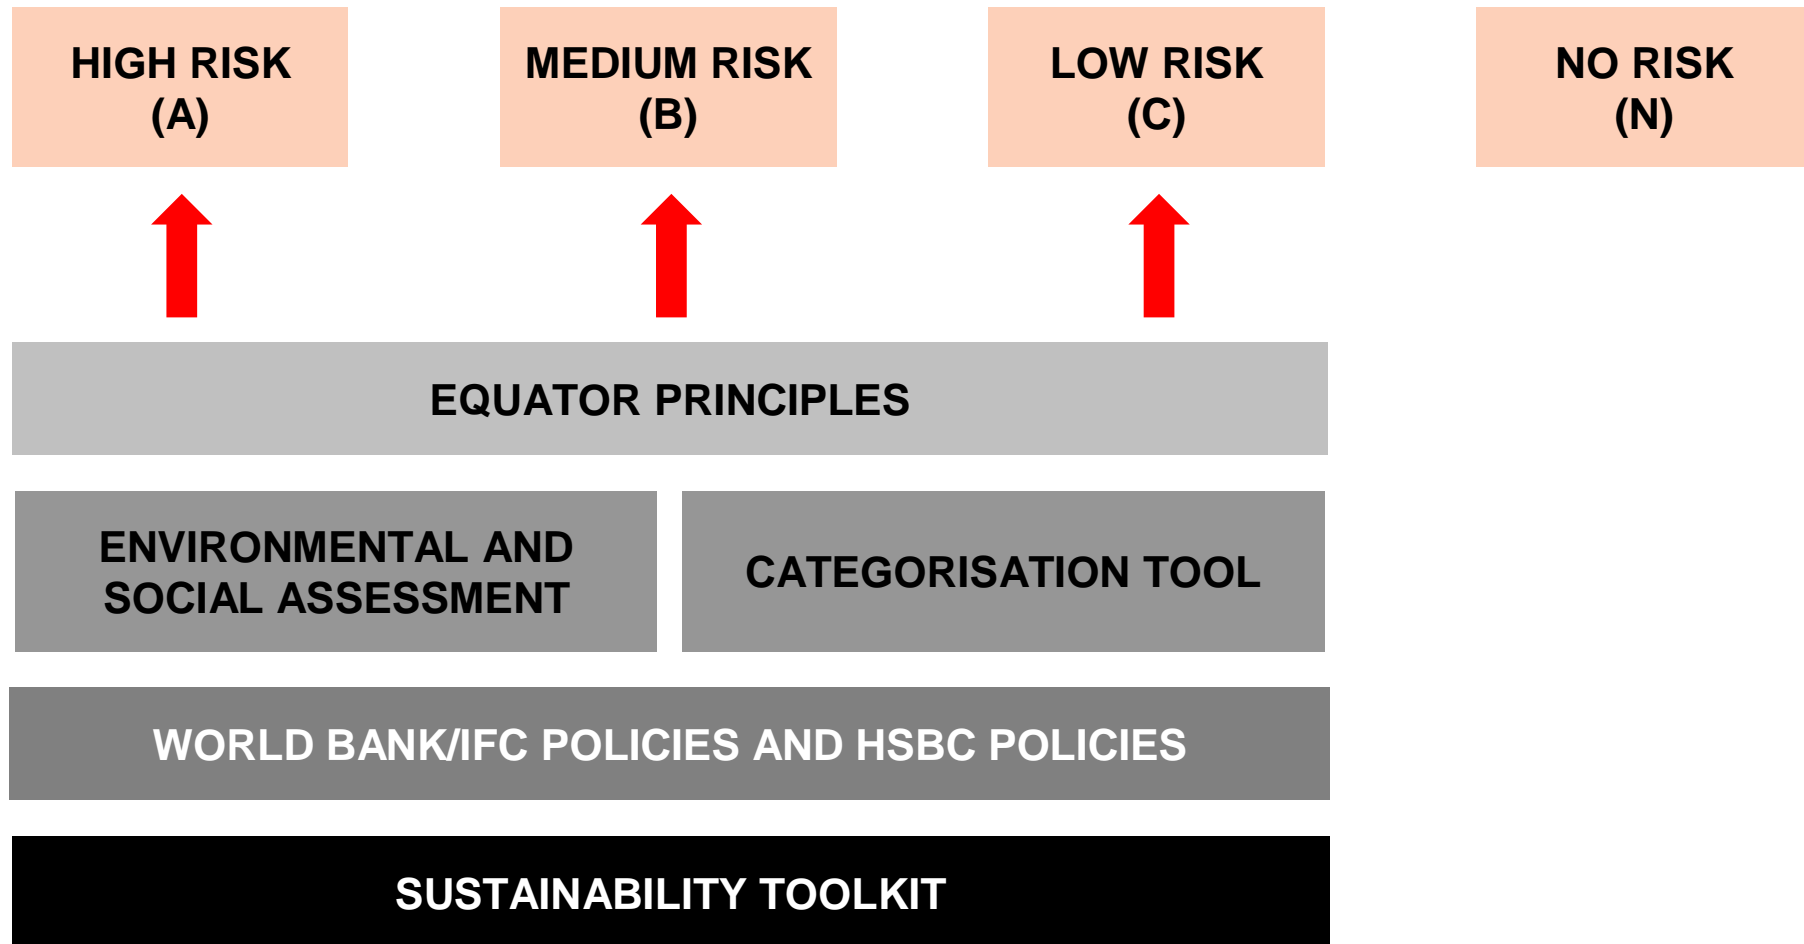 HIGH RISK
(A)
MEDIUM RISK
(B)
LOW RISK
(C)
NO RISK
(N)
EQUATOR PRINCIPLES
ENVIRONMENTAL AND
SOCIAL ASSESSMENT
CATEGORISATION TOOL
WORLD BANK/IFC POLICIES AND HSBC POLICIES
SUSTAINABILITY TOOLKIT